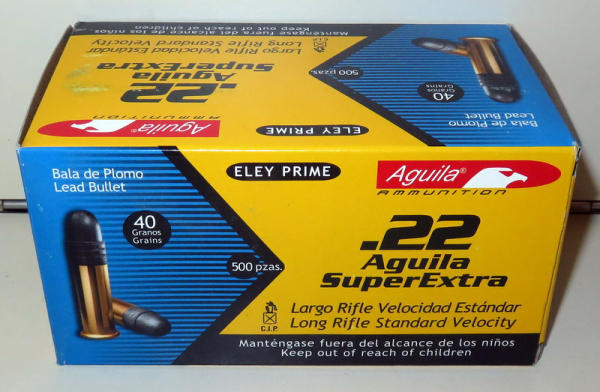 Manténgase fuera del alcance de los niños
Keep out of reach of children
Largo Rifle Velocidad Estándar
Long Rifle Standard Velocity
C.I.P.
.22
Aguila
SuperExtra
500 pzas.
40
Granos
Grains
Bala de Plomo
Lead Bullet
Aguila®
AMMUNITION
ELEY PRIME
Bala de Plomo
Lead Bullet
40
Granos
Grains
500 pzas.
ELEY PRIME
Aguila®
AMMUNITION
.22
Aguila
SuperExtra
C.I.P.
Largo Rifle Velocidad Estándar
Long Rifle Standard Velocity
Manténgase fuera del alcance de los niños
Keep out of reach of children